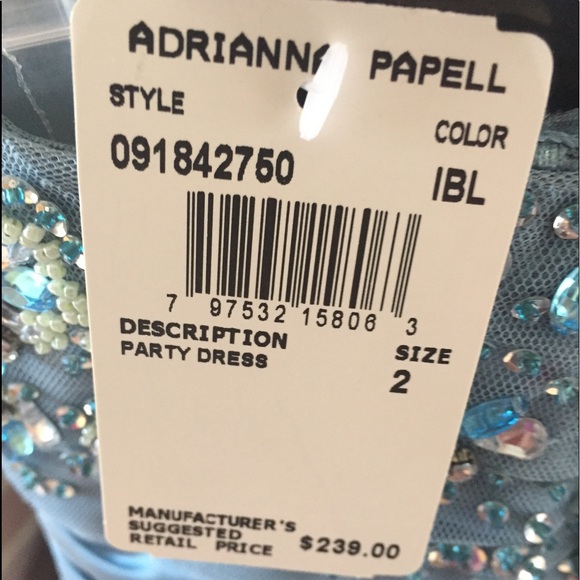 ADRIANNA PAPELL
STYLE
COLOR
091842750
IBL
7 97532 15806 3
DESCRIPTION
PARTY DRESS
SIZE
2
MANUFACTURER'S
SUGGESTED
RETAIL PRICE $239.00